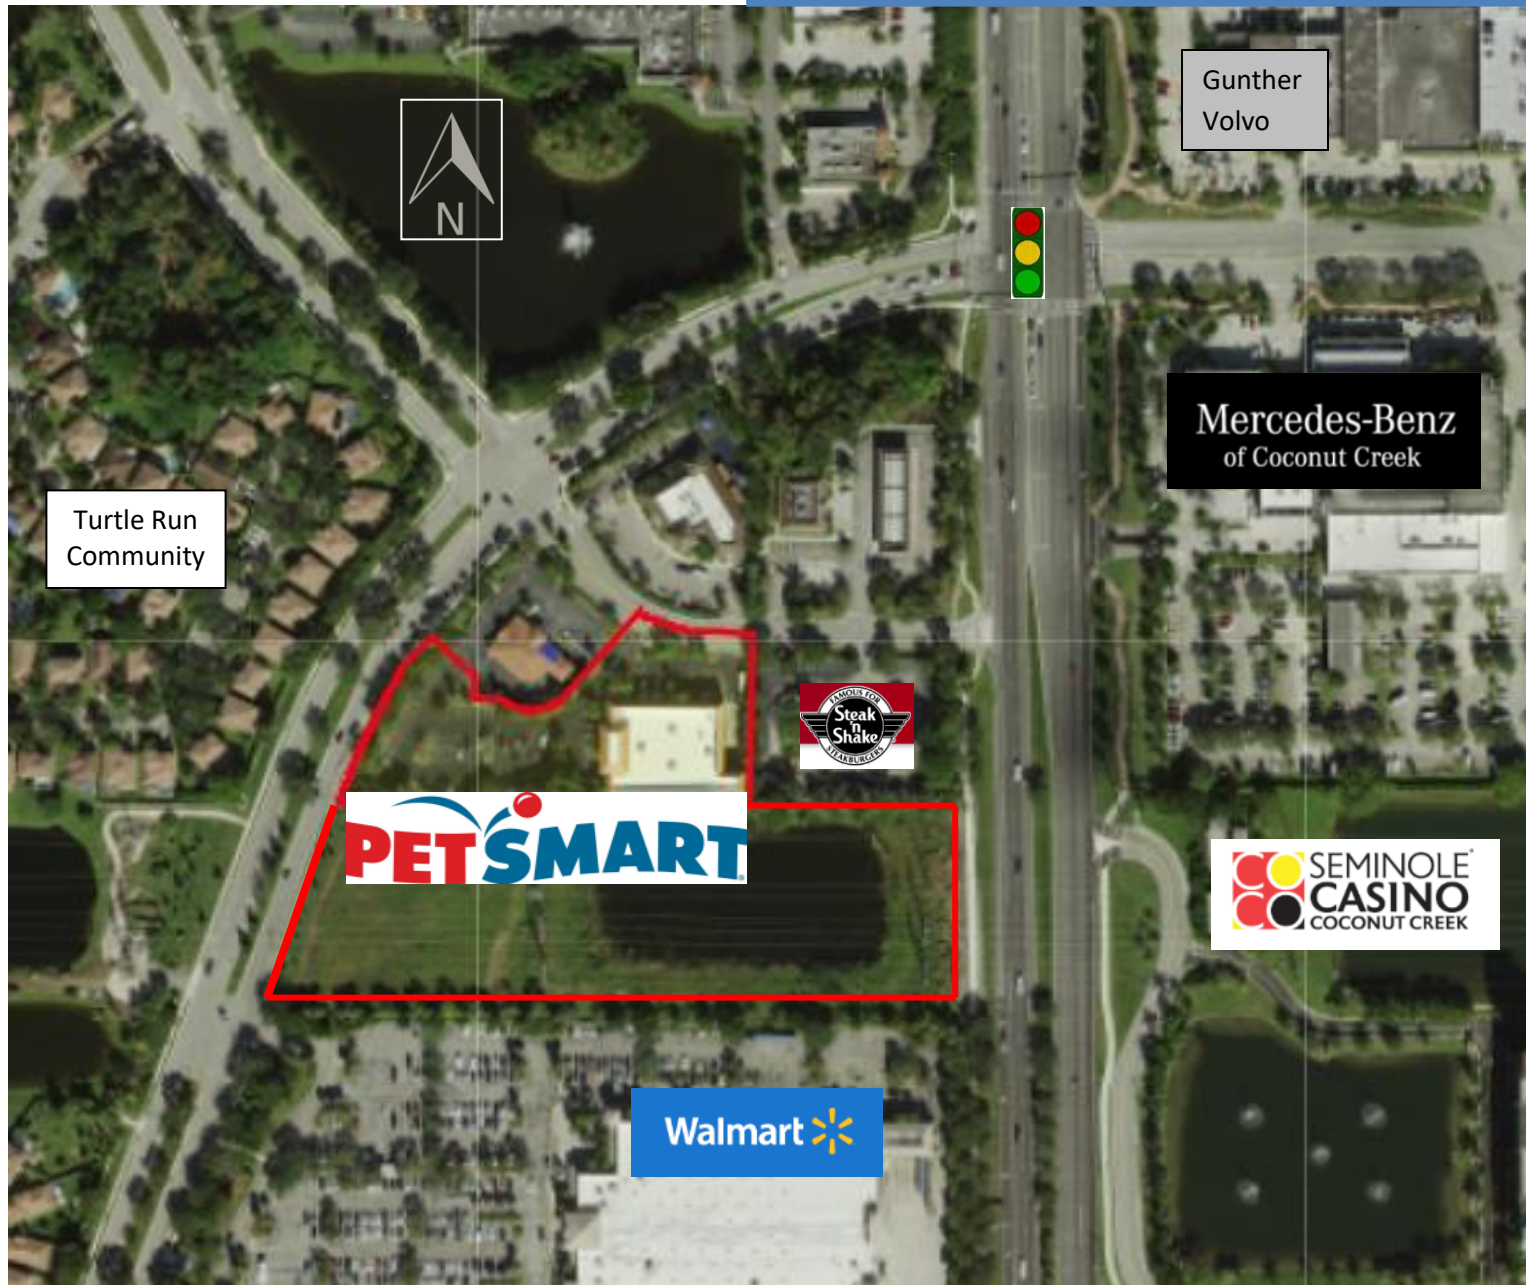 Gunther
Volvo
N
Mercedes-Benz
of Coconut Creek
Turtle Run
Community
FAMOUS FOR
Steak
'n
Shake
STEAKBURGERS
PETSMART
SEMINOLE
CASINO
COCONUT CREEK
Walmart